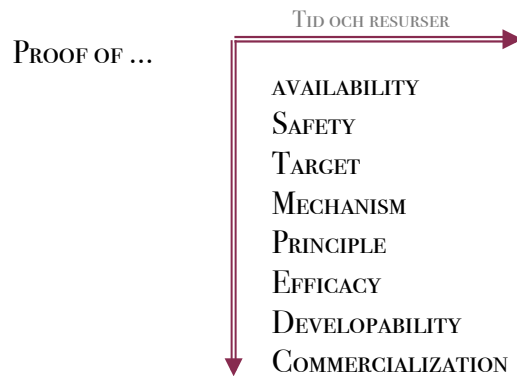 Tid och resurser
Proof of ...
availability
Safety
Target
Mechanism
Principle
Efficacy
Developability
Commercialization